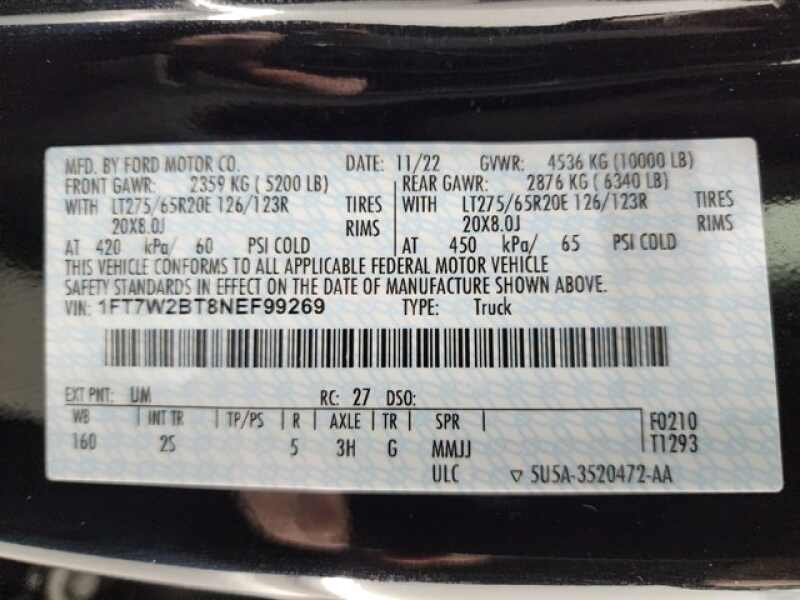 MFD. BY FORD MOTOR CO. DATE: 11/22 GVWR: 4536 KG (10000 LB)
FRONT GAWR: 2359 KG ( 5200 LB) REAR GAWR: 2876 KG ( 6340 LB)
WITH LT275/65R20E 126/123R TIRES WITH LT275/65R20E 126/123R TIRES
20X8.0J RIMS 20X8.0J RIMS
AT 420 kPa/ 60 PSI COLD AT 450 kPa/ 65 PSI COLD
THIS VEHICLE CONFORMS TO ALL APPLICABLE FEDERAL MOTOR VEHICLE
SAFETY STANDARDS IN EFFECT ON THE DATE OF MANUFACTURE SHOWN ABOVE.
VIN: 1FT7W2BT8NEF99269 TYPE: Truck
EXT PNT: UM RC: 27 DSO:
WB | INT TR | TP/PS | R | AXLE | TR | SPR F0210
160 2S 5 3H G MMJJ T1293
ULC ▽ 5U5A-3520472-AA